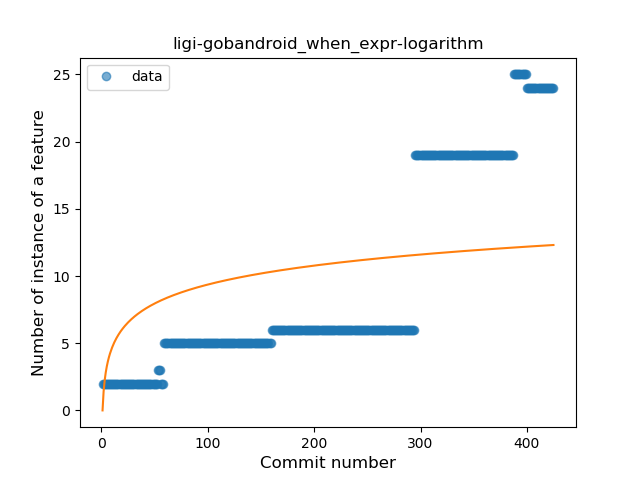 ligi-gobandroid_when_expr-logarithm
data
Number of instance of a feature
25
20
15
10
5
0
0 100 200 300 400
Commit number